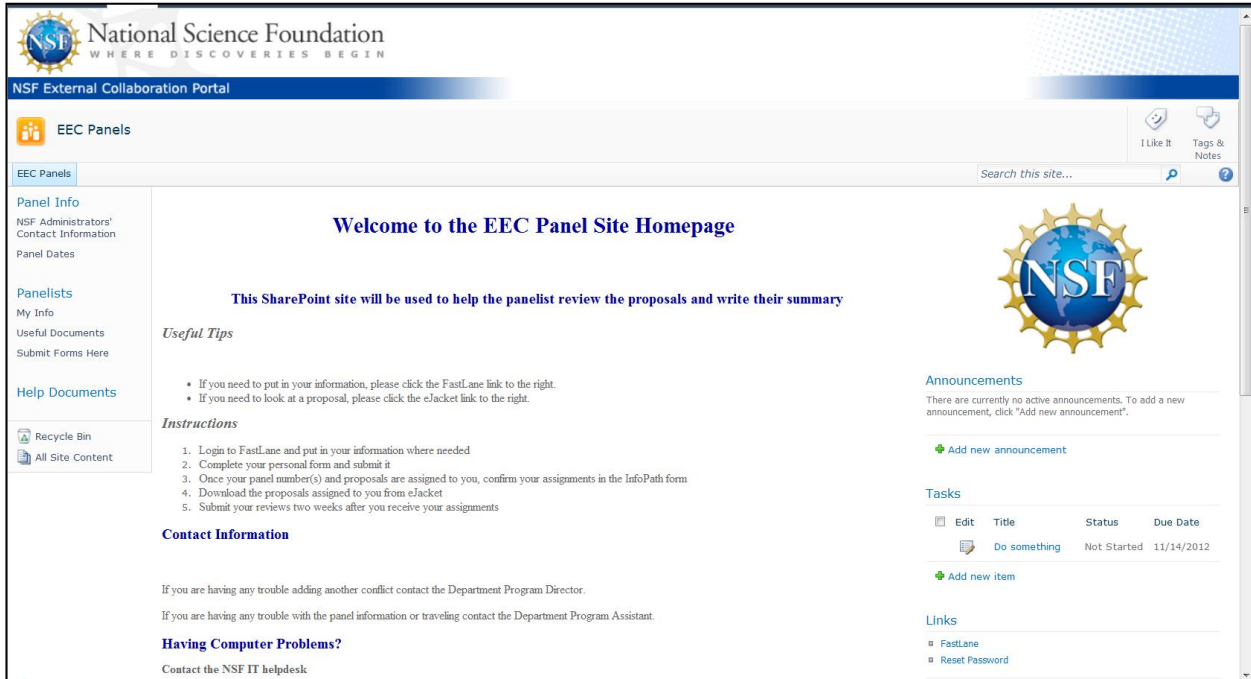 NSF
National Science Foundation
WHERE DISCOVERIES BEGIN
NSF External Collaboration Portal
EEC Panels
I Like It
Tags &
Notes
EEC Panels
Search this site...
Panel Info
NSF Administrators'
Contact Information
Panel Dates
Panelists
My Info
Useful Documents
Submit Forms Here
Help Documents
Recycle Bin
All Site Content
Welcome to the EEC Panel Site Homepage
This SharePoint site will be used to help the panelist review the proposals and write their summary
Useful Tips
• If you need to put in your information, please click the FastLane link to the right.
• If you need to look at a proposal, please click the eJacket link to the right.
Instructions
1. Login to FastLane and put in your information where needed
2. Complete your personal form and submit it
3. Once your panel number(s) and proposals are assigned to you, confirm your assignments in the InfoPath form
4. Download the proposals assigned to you from eJacket
5. Submit your reviews two weeks after you receive your assignments
Contact Information
If you are having any trouble adding another conflict contact the Department Program Director.
If you are having any trouble with the panel information or traveling contact the Department Program Assistant.
Having Computer Problems?
Contact the NSF IT helpdesk
NSF
Announcements
There are currently no active announcements. To add a new
announcement, click "Add new announcement".
Add new announcement
Tasks
Edit Title Status Due Date
Do something Not Started 11/14/2012
Add new item
Links
FastLane
Reset Password